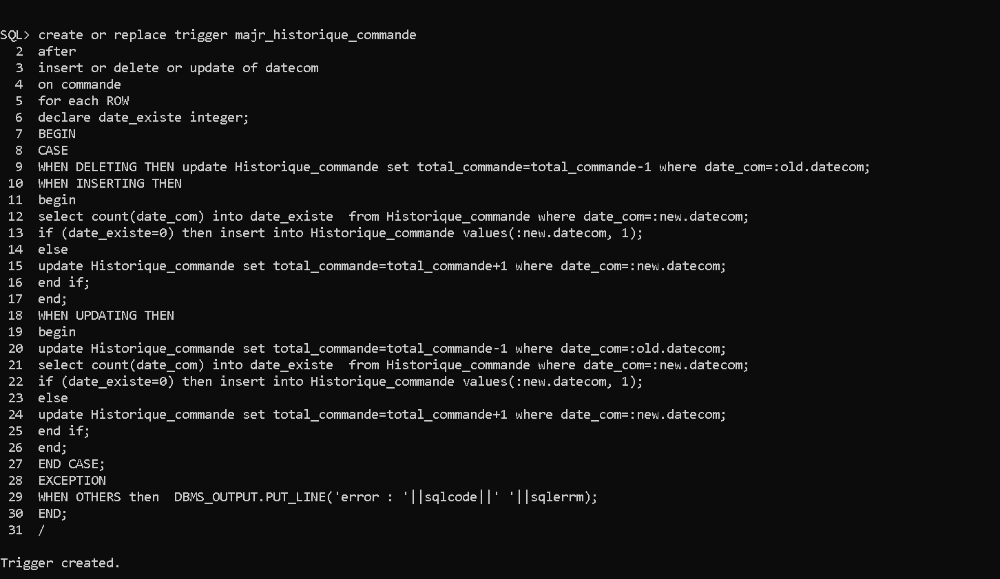 SQL> create or replace trigger majr_historique_commande
  2  after
  3  insert or delete or update of datecom
  4  on commande
  5  for each ROW
  6  declare date_existe integer;
  7  BEGIN
  8  CASE
  9  WHEN DELETING THEN update Historique_commande set total_commande=total_commande-1 where date_com=:old.datecom;
 10  WHEN INSERTING THEN
 11  begin
 12  select count(date_com) into date_existe  from Historique_commande where date_com=:new.datecom;
 13  if (date_existe=0) then insert into Historique_commande values(:new.datecom, 1);
 14  else
 15  update Historique_commande set total_commande=total_commande+1 where date_com=:new.datecom;
 16  end if;
 17  end;
 18  WHEN UPDATING THEN
 19  begin
 20  update Historique_commande set total_commande=total_commande-1 where date_com=:old.datecom;
 21  select count(date_com) into date_existe  from Historique_commande where date_com=:new.datecom;
 22  if (date_existe=0) then insert into Historique_commande values(:new.datecom, 1);
 23  else
 24  update Historique_commande set total_commande=total_commande+1 where date_com=:new.datecom;
 25  end if;
 26  end;
 27  END CASE;
 28  EXCEPTION
 29  WHEN OTHERS then  DBMS_OUTPUT.PUT_LINE('error : '||sqlcode||' '||sqlerrm);
 30  END;
 31  /
Trigger created.